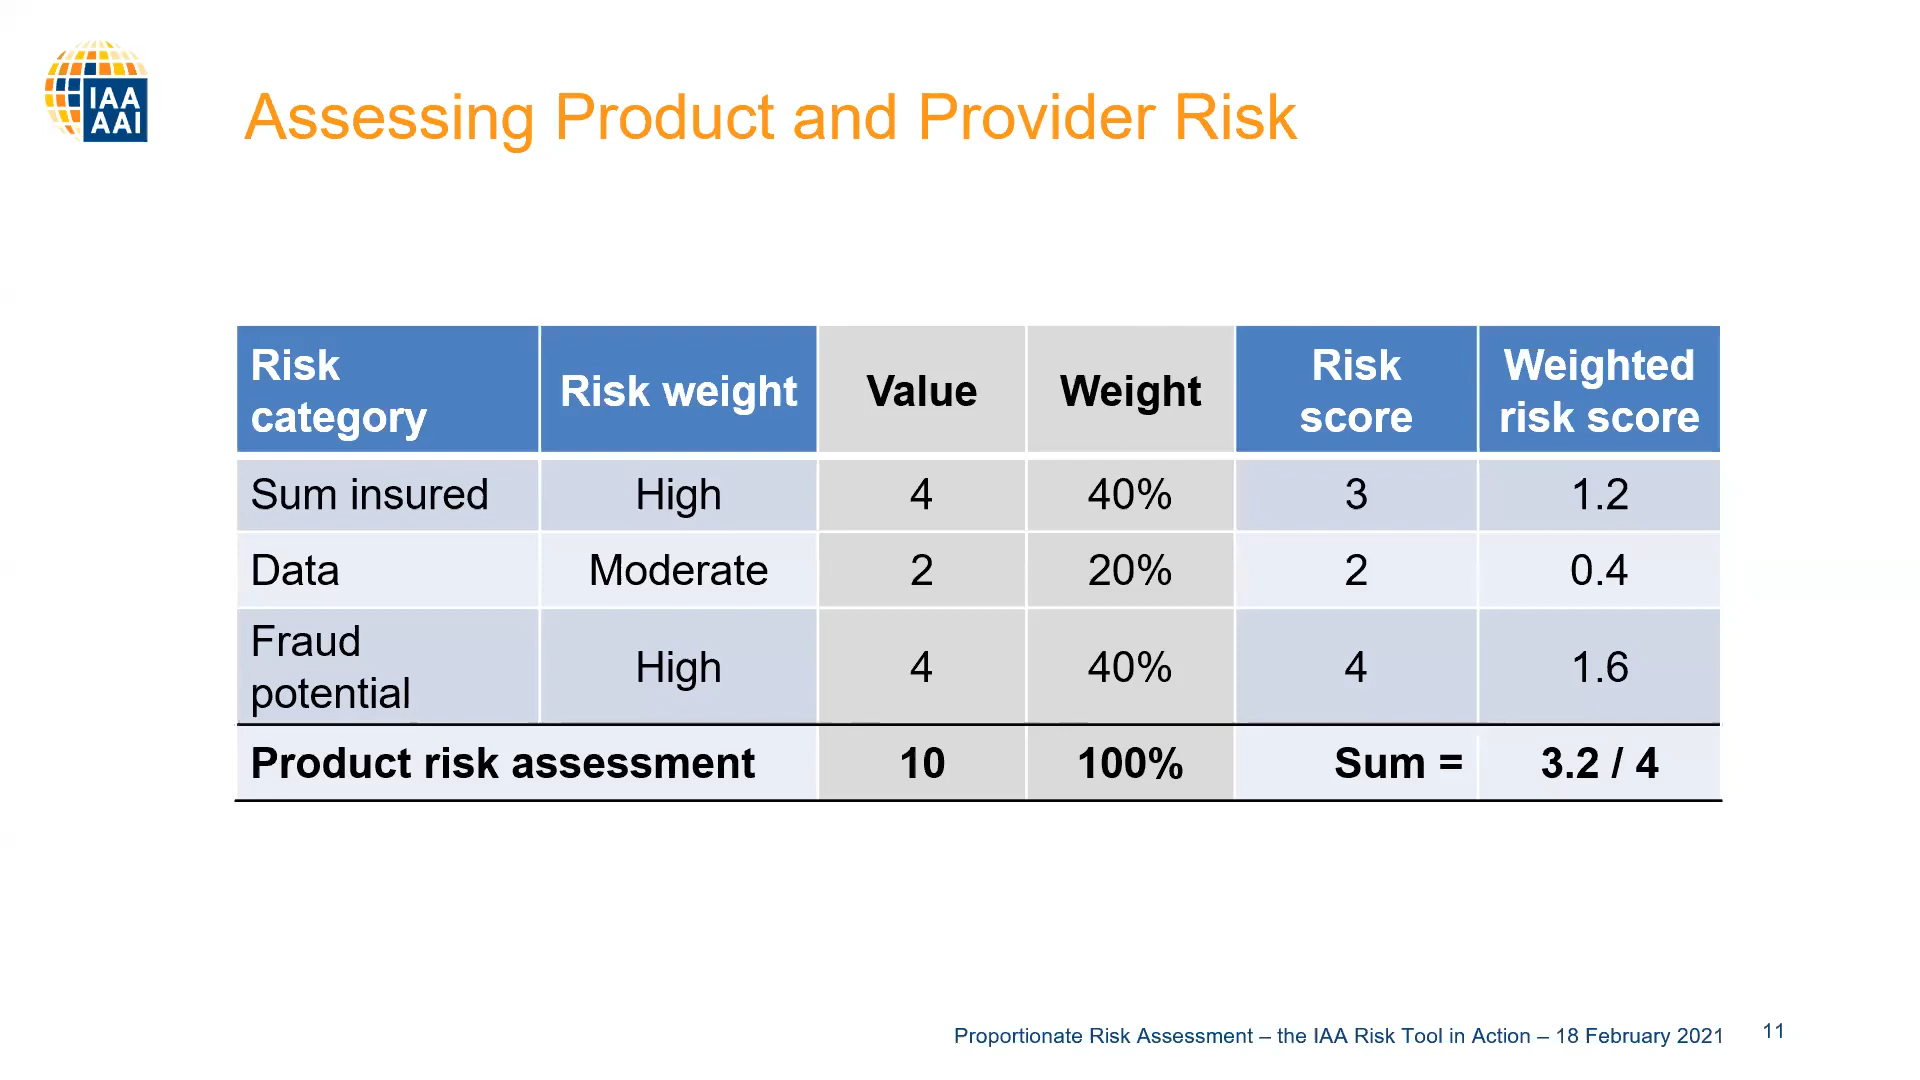 IAA
AAI
Assessing Product and Provider Risk
Risk category Risk weight Value Weight Risk score Weighted risk score
Sum insured High 4 40% 3 1.2
Data Moderate 2 20% 2 0.4
Fraud potential High 4 40% 4 1.6
Product risk assessment 10 100% Sum = 3.2 / 4
Proportionate Risk Assessment – the IAA Risk Tool in Action – 18 February 2021 11